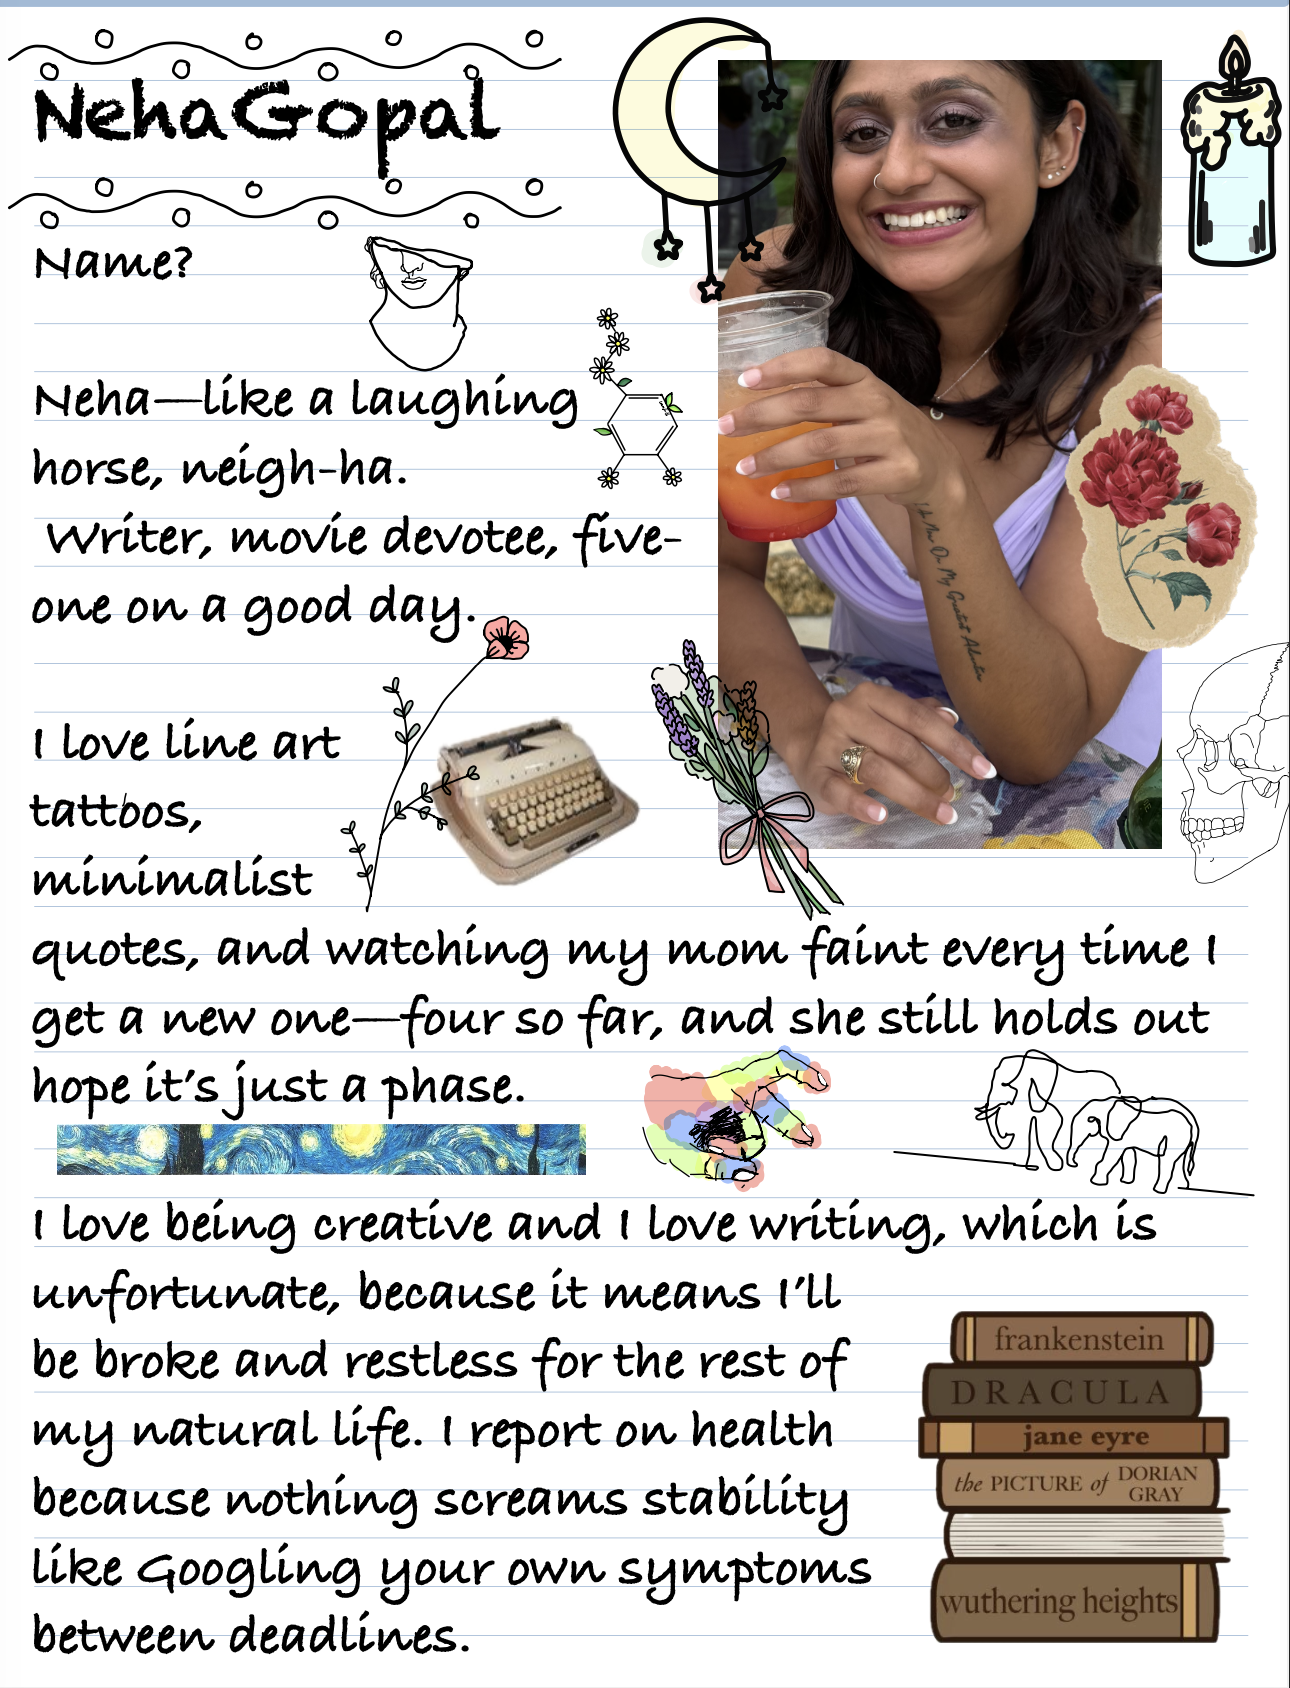 Neha Gopal
Name?
Neha—like a laughing
horse, neigh-ha.
Writer, movie devotee, five-
one on a good day.
I love line art
tattoos,
minimalist
quotes, and watching my mom faint every time I
get a new one—four so far, and she still holds out
hope it's just a phase.
I love being creative and I love writing, which is
unfortunate, because it means I'll
be broke and restless for the rest of
my natural life. I report on health
because nothing screams stability
like Googling your own symptoms
between deadlines.
frankenstein
DRACULA
jane eyre
the PICTURE of DORIAN
GRAY
wuthering heights